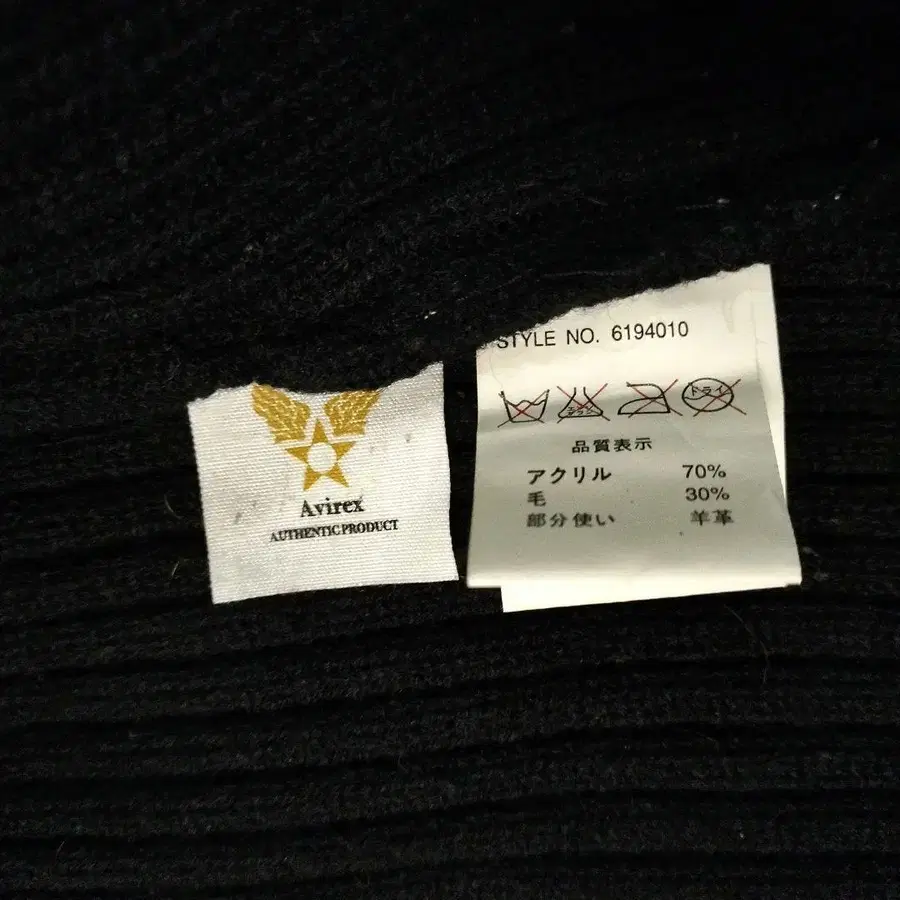 Avirex
AUTHENTIC PRODUCT
STYLE NO. 6194010
ドライ
品質表示
アクリル 70%
毛 30%
部分使い 羊革